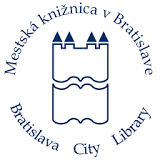 Mestská knižnica v Bratislave
Bratislava City Library